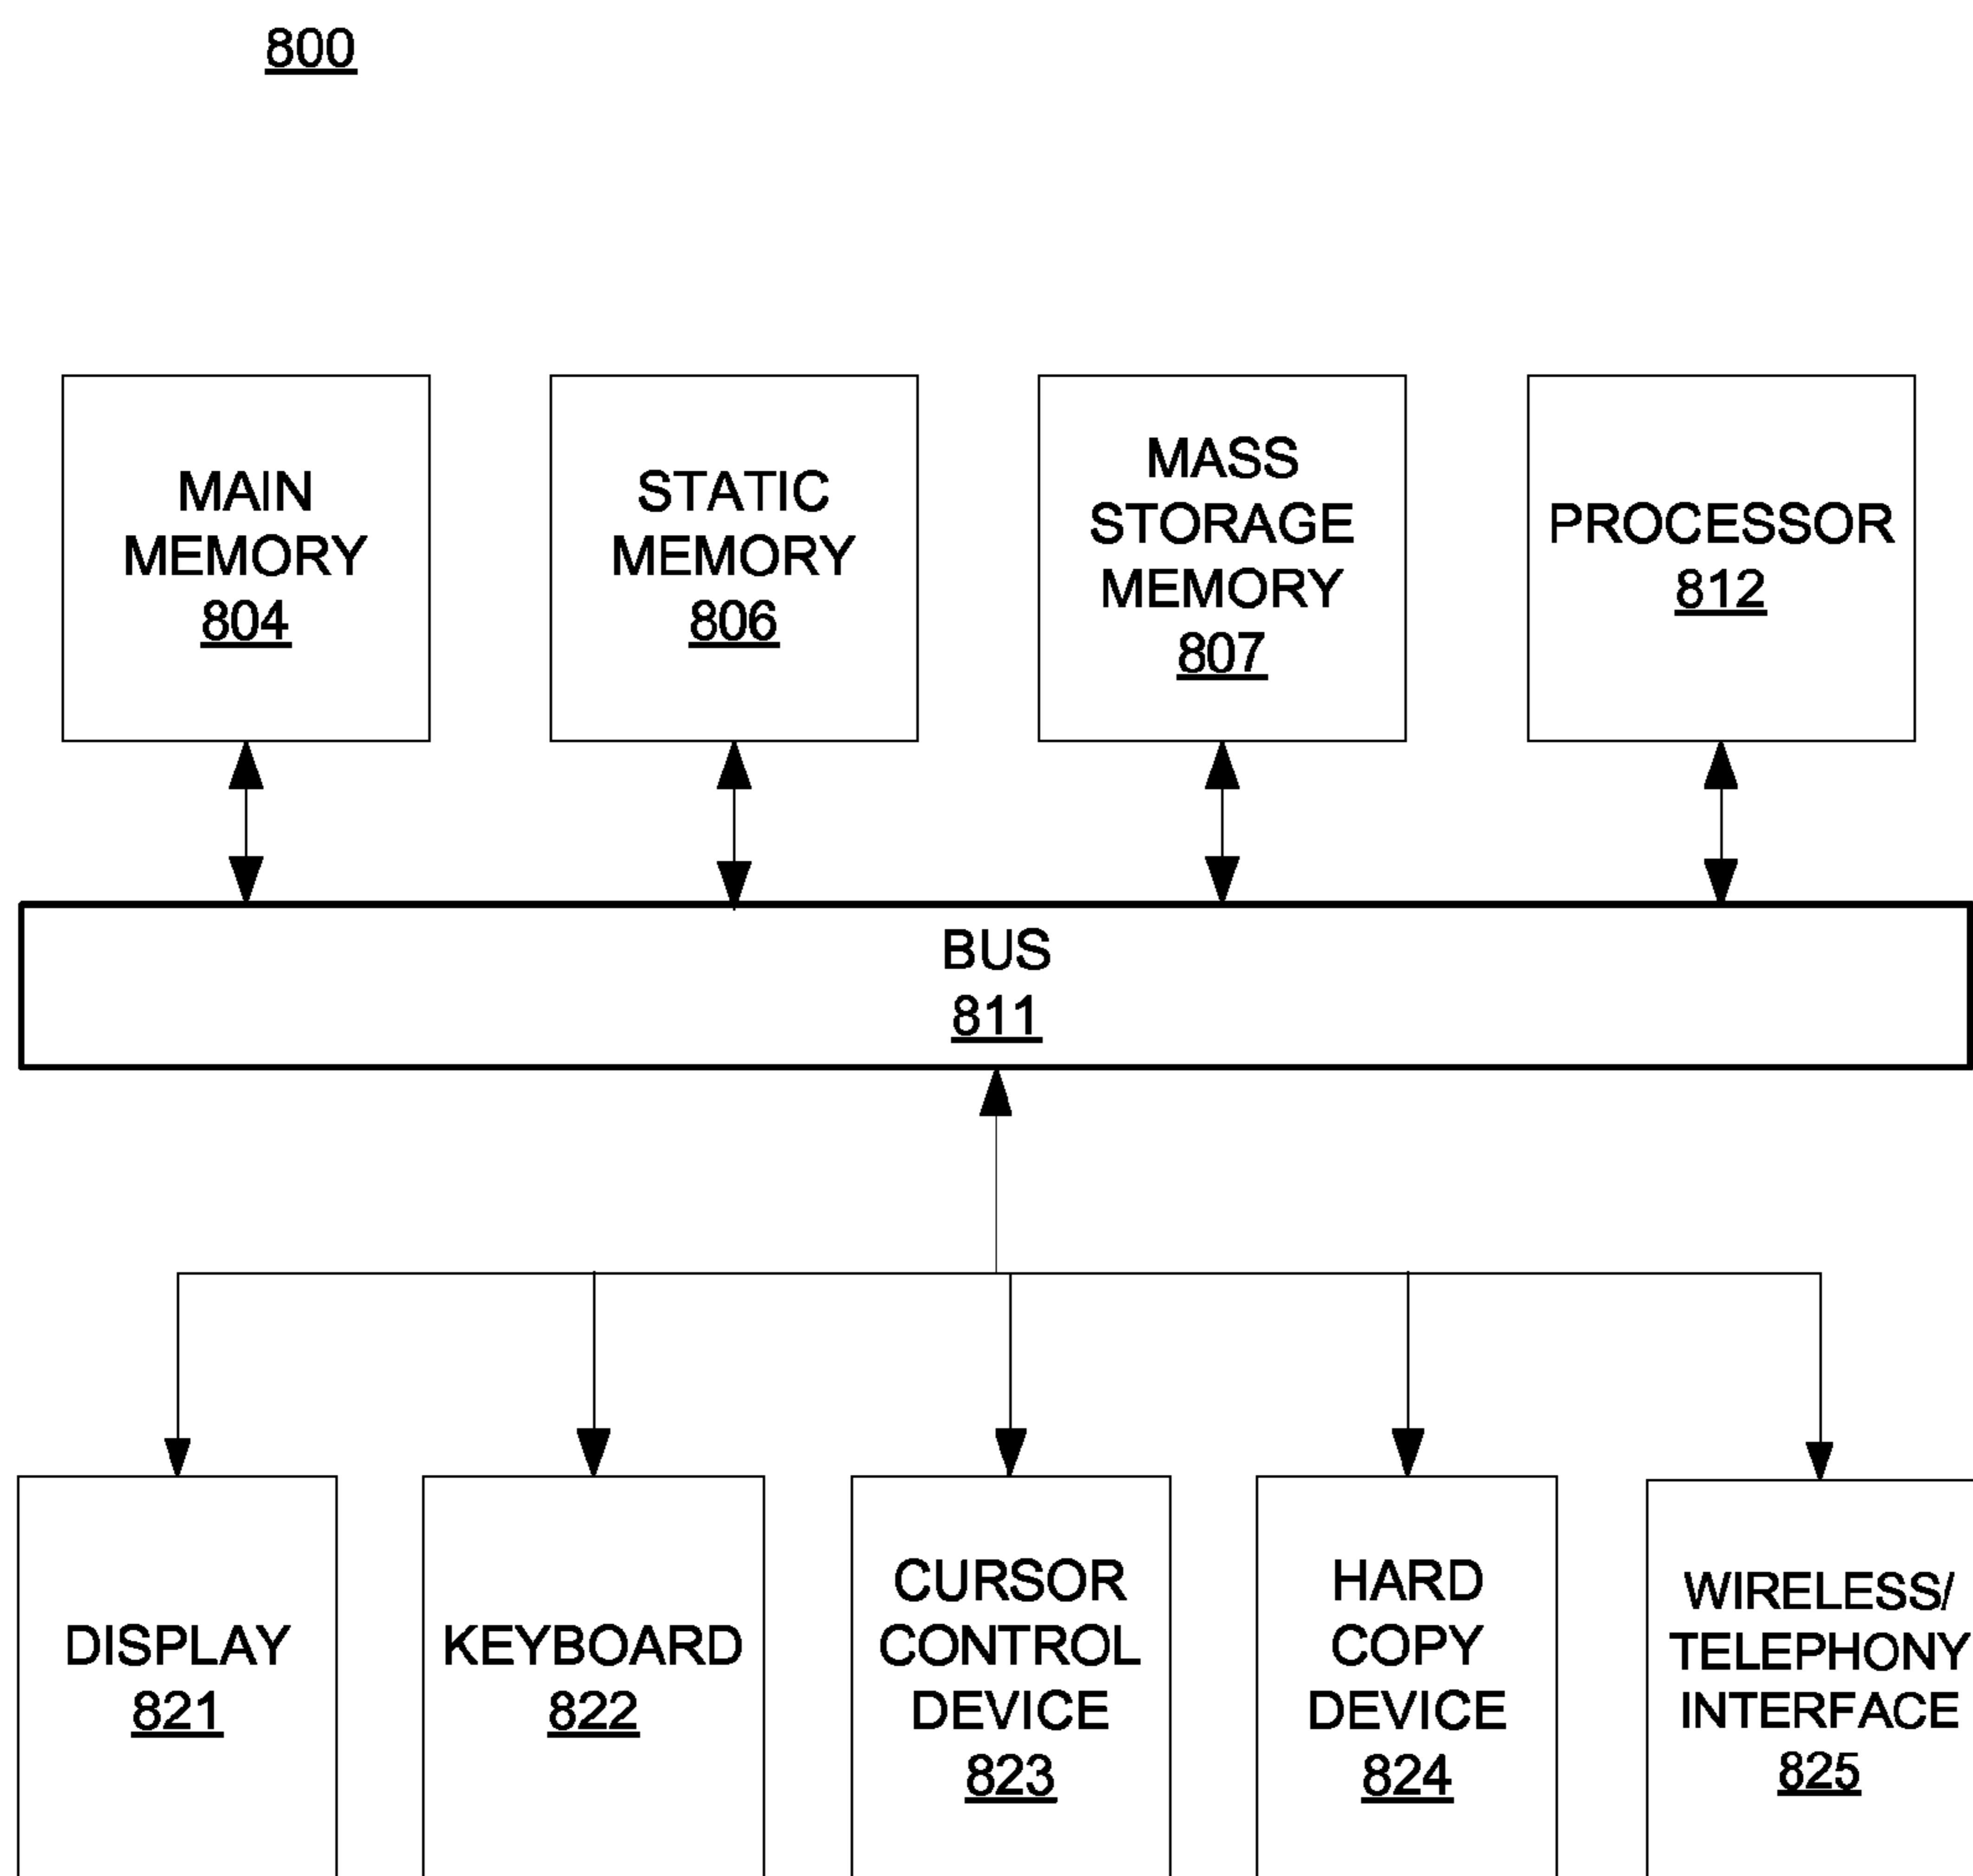 800
MAIN
MEMORY
804
STATIC
MEMORY
806
MASS
STORAGE
MEMORY
807
PROCESSOR
812
BUS
811
DISPLAY
821
KEYBOARD
822
CURSOR
CONTROL
DEVICE
823
HARD
COPY
DEVICE
824
WIRELESS/
TELEPHONY
INTERFACE
825